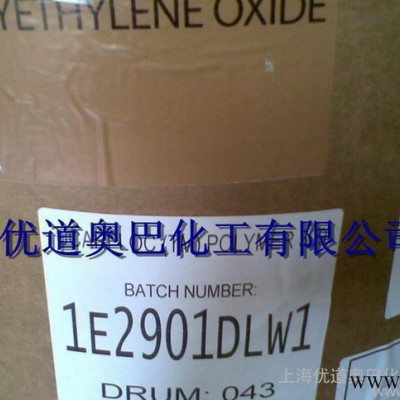 YETHYLENE OXIDE
优道奥巴化工有限公司
BATCH NUMBER:
1E2901DLW1
DRUM: 043
上海优道奥巴化
www